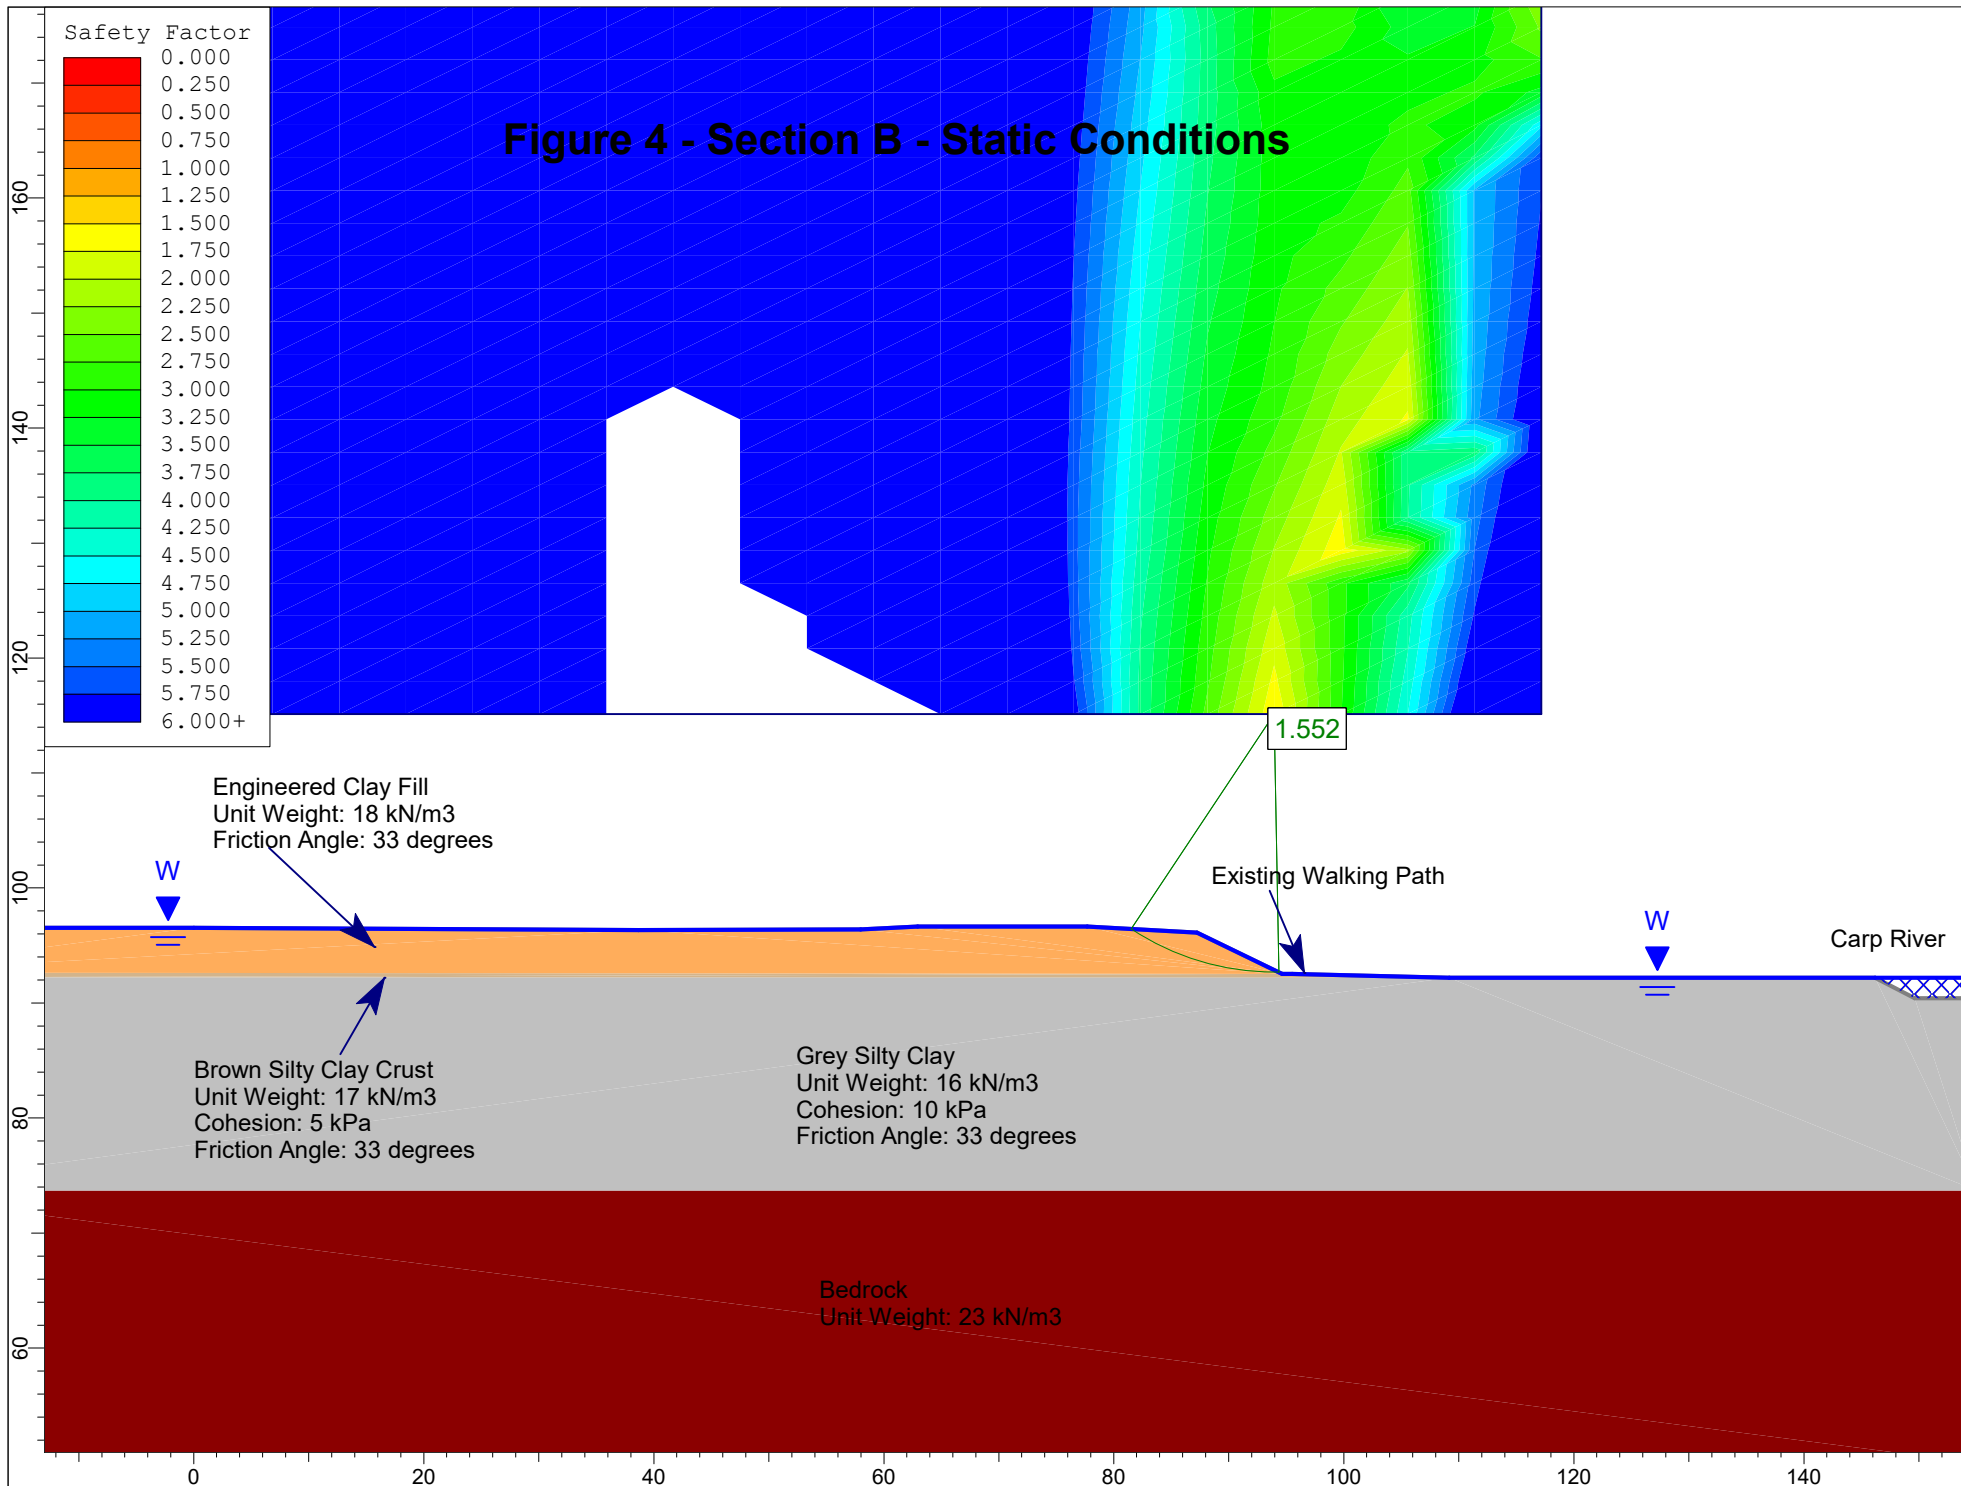 Safety Factor
0.000
0.250
0.500
0.750
1.000
1.250
1.500
1.750
2.000
2.250
2.500
2.750
3.000
3.250
3.500
3.750
4.000
4.250
4.500
4.750
5.000
5.250
5.500
5.750
6.000+
Figure 4 - Section B - Static Conditions
1.552
Engineered Clay Fill
Unit Weight: 18 kN/m3
Friction Angle: 33 degrees
W
Existing Walking Path
W
Carp River
Brown Silty Clay Crust
Unit Weight: 17 kN/m3
Cohesion: 5 kPa
Friction Angle: 33 degrees
Grey Silty Clay
Unit Weight: 16 kN/m3
Cohesion: 10 kPa
Friction Angle: 33 degrees
Bedrock
Unit Weight: 23 kN/m3
160
140
120
100
80
60
0
20
40
60
80
100
120
140